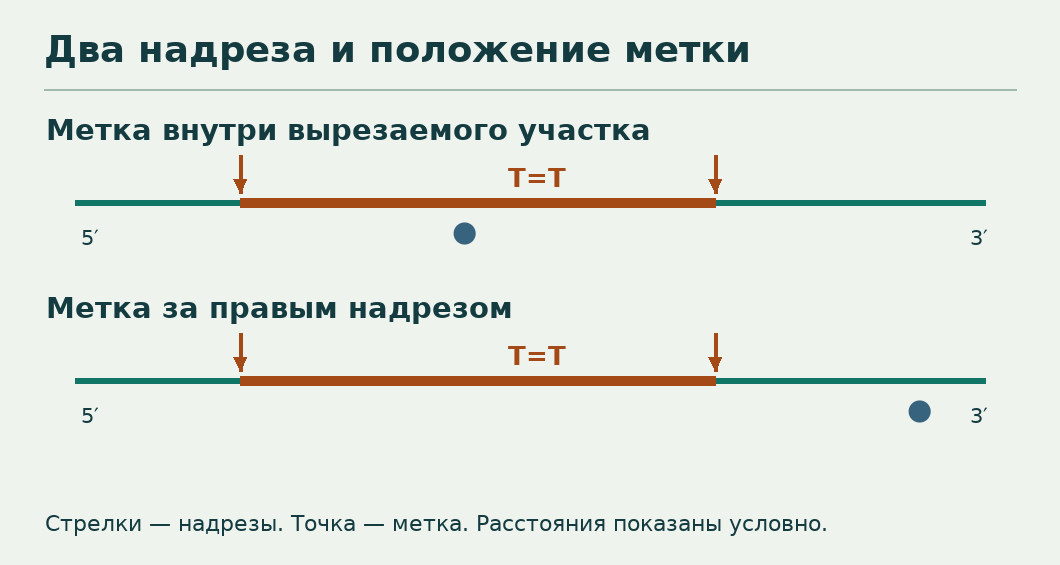 Два надреза и положение метки
Метка внутри вырезаемого участка
T=T
5′
3′
Метка за правым надрезом
T=T
5′
3′
Стрелки — надрезы. Точка — метка. Расстояния показаны условно.